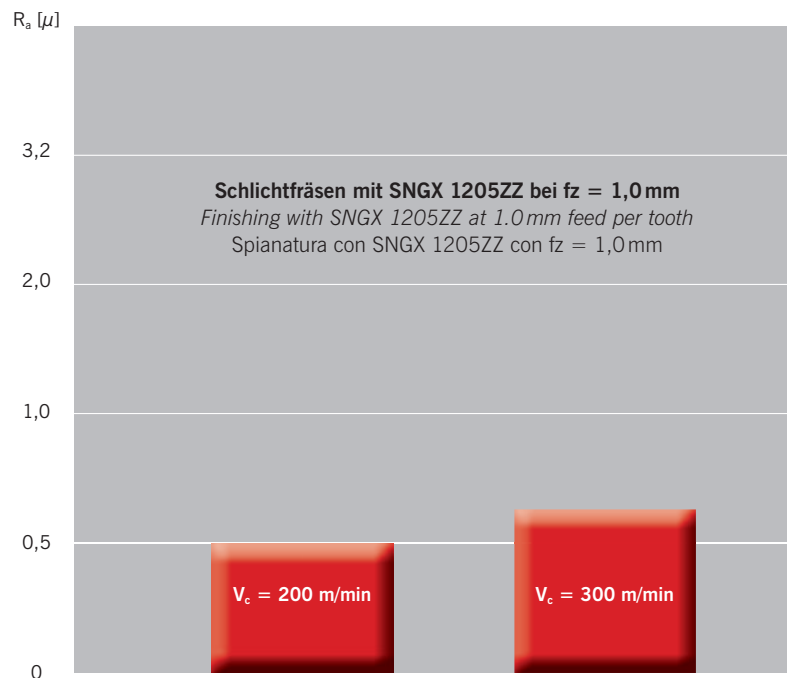 Rₐ [µ]
3,2
Schlichtfräsen mit SNGX 1205ZZ bei fz = 1,0 mm
Finishing with SNGX 1205ZZ at 1.0 mm feed per tooth
Spianatura con SNGX 1205ZZ con fz = 1,0 mm
2,0
1,0
0,5
V꜀ = 200 m/min
V꜀ = 300 m/min
0